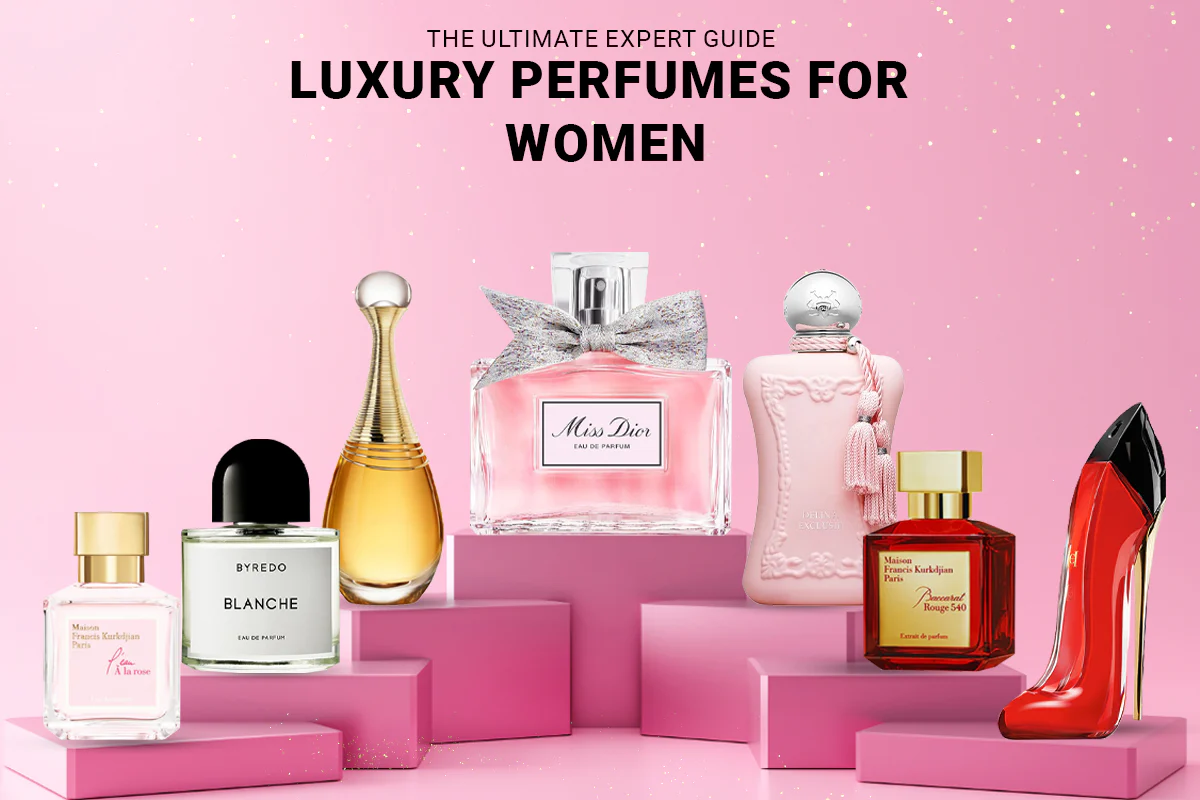 THE ULTIMATE EXPERT GUIDE
LUXURY PERFUMES FOR
WOMEN
Miss Dior
EAU DE PARFUM
BYREDO
BLANCHE
EAU DE PARFUM
Maison
Francis Kurkdjian
Paris
l'eau
À la rose
Maison
Francis Kurkdjian
Paris
Baccarat
Rouge 540
Extrait de parfum